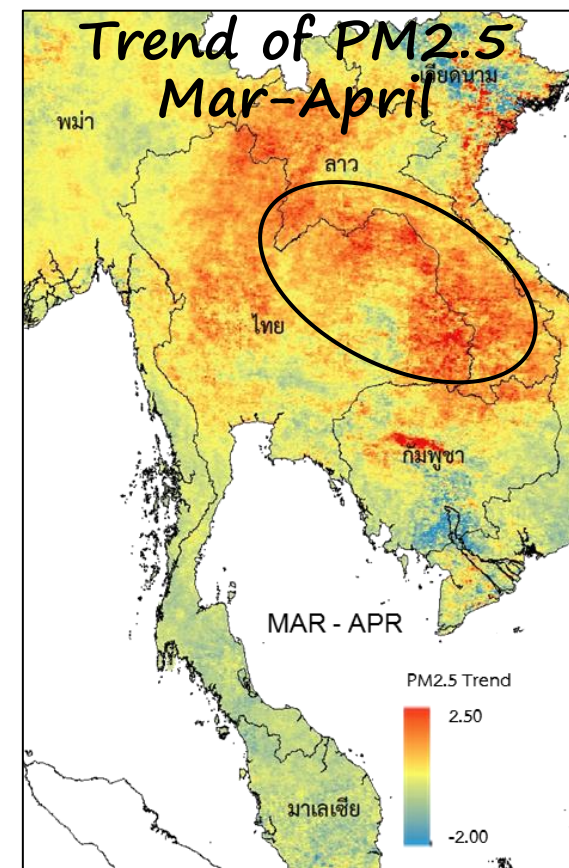 Trend of PM2.5
Mar-April
เวียดนาม
พม่า
ลาว
ไทย
กัมพูชา
MAR - APR
PM2.5 Trend
2.50
-2.00
มาเลเซีย